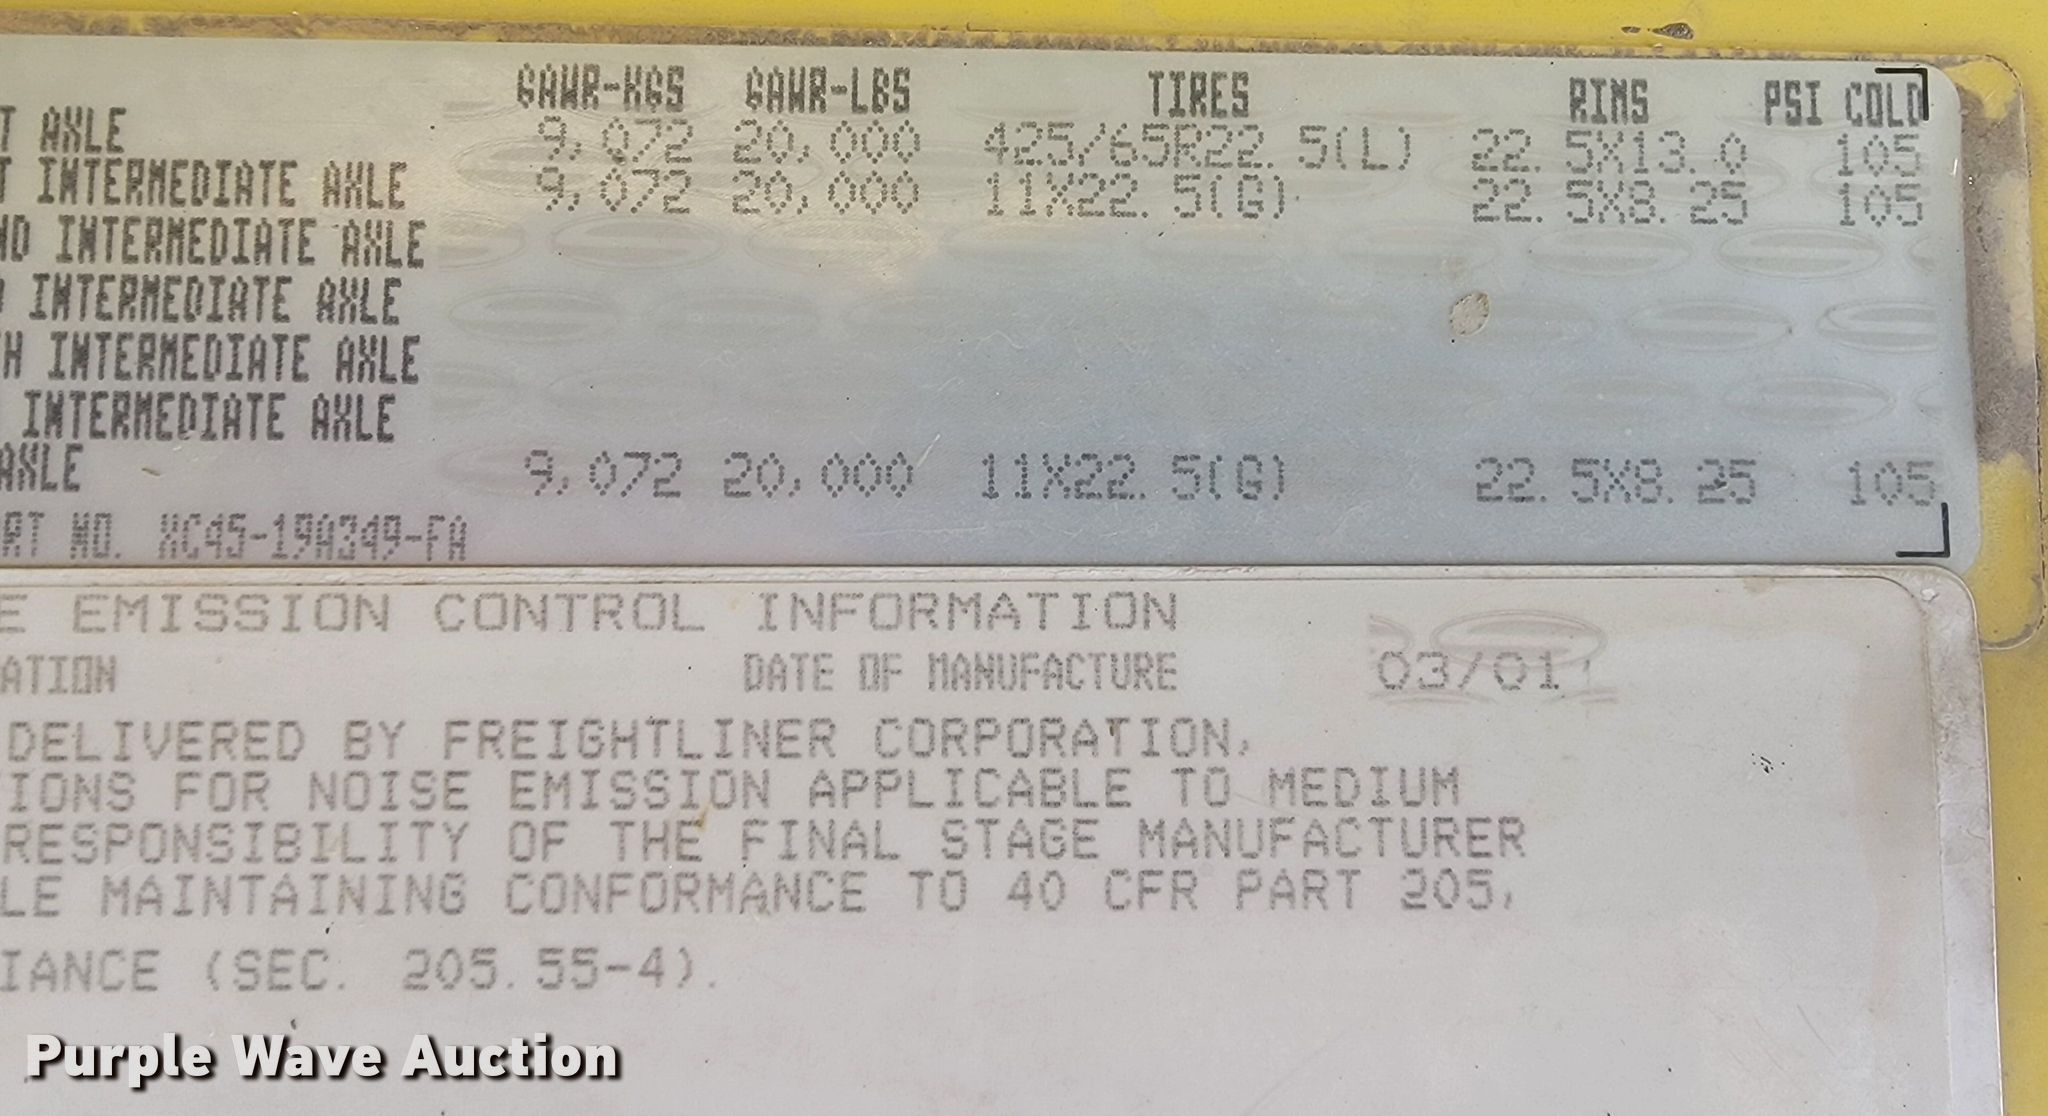 GAWR-KGS GAWR-LBS TIRES RIMS PSI COLD
T AXLE 9,072 20,000 425/65R22.5(L) 22.5X13.0 105
T INTERMEDIATE AXLE 9,072 20,000 11X22.5(G) 22.5X8.25 105
ND INTERMEDIATE AXLE
D INTERMEDIATE AXLE
H INTERMEDIATE AXLE
INTERMEDIATE AXLE
AXLE 9,072 20,000 11X22.5(G) 22.5X8.25 105
RT NO. XC45-19A349-FA
E EMISSION CONTROL INFORMATION
ATION DATE OF MANUFACTURE 03/01
DELIVERED BY FREIGHTLINER CORPORATION,
TIONS FOR NOISE EMISSION APPLICABLE TO MEDIUM
RESPONSIBILITY OF THE FINAL STAGE MANUFACTURER
LE MAINTAINING CONFORMANCE TO 40 CFR PART 205,
IANCE (SEC. 205.55-4).
Purple Wave Auction